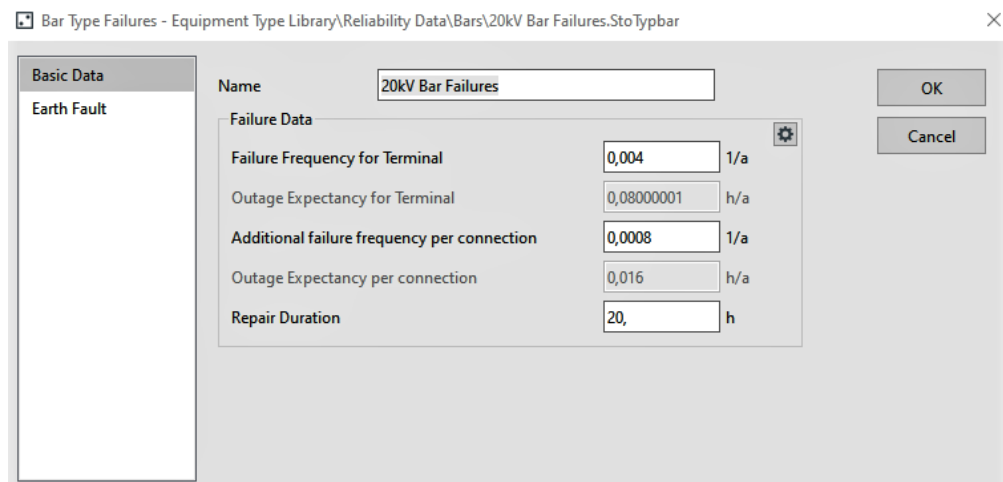 Bar Type Failures - Equipment Type Library\Reliability Data\Bars\20kV Bar Failures.StoTypbar
Basic Data
Earth Fault
Name 20kV Bar Failures
Failure Data
Failure Frequency for Terminal 0,004 1/a
Outage Expectancy for Terminal 0,08000001 h/a
Additional failure frequency per connection 0,0008 1/a
Outage Expectancy per connection 0,016 h/a
Repair Duration 20, h
OK
Cancel